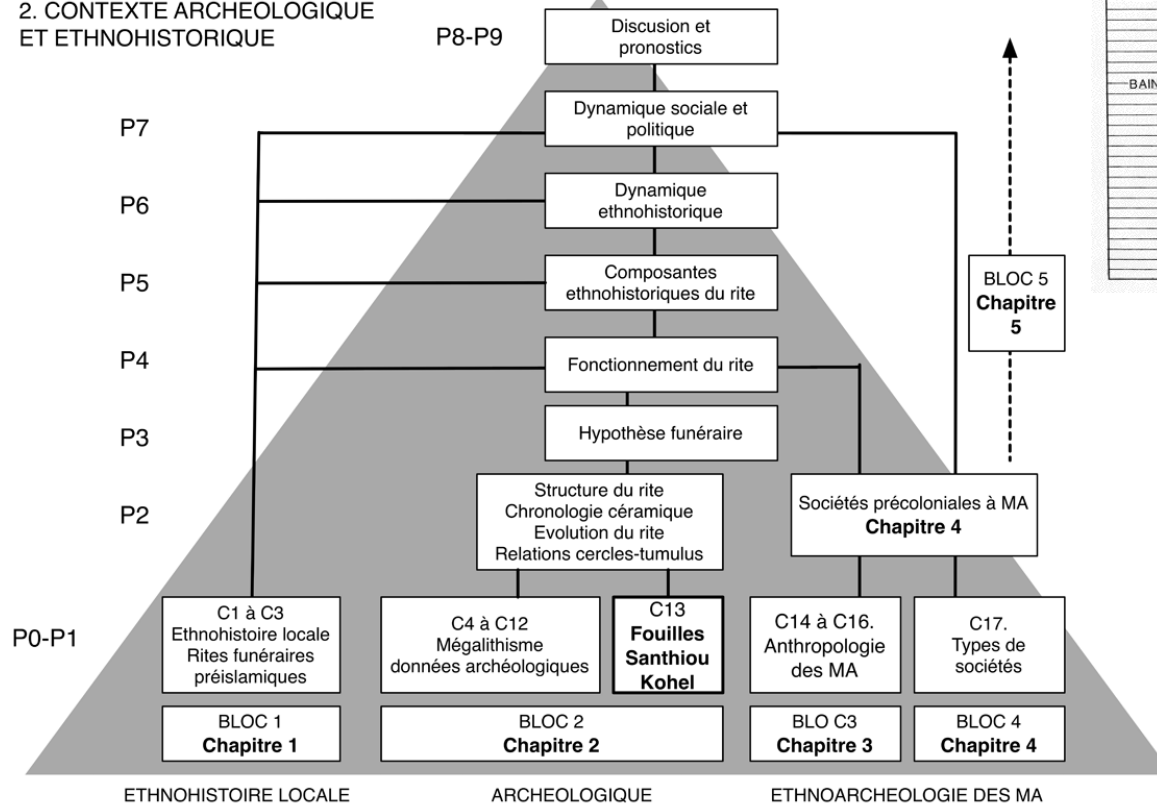 2. CONTEXTE ARCHEOLOGIQUE
ET ETHNOHISTORIQUE
P8-P9
Discusion et
pronostics
BAIN
P7
Dynamique sociale et
politique
P6
Dynamique
ethnohistorique
P5
Composantes
ethnohistoriques du rite
BLOC 5
Chapitre
5
P4
Fonctionnement du rite
P3
Hypothèse funéraire
P2
Structure du rite
Chronologie céramique
Evolution du rite
Relations cercles-tumulus
Sociétés précoloniales à MA
Chapitre 4
P0-P1
C1 à C3
Ethnohistoire locale
Rites funéraires
préislamiques
C4 à C12
Mégalithisme
données archéologiques
C13
Fouilles
Santhiou
Kohel
C14 à C16.
Anthropologie
des MA
C17.
Types de
sociétés
BLOC 1
Chapitre 1
BLOC 2
Chapitre 2
BLO C3
Chapitre 3
BLOC 4
Chapitre 4
ETHNOHISTOIRE LOCALE
ARCHEOLOGIQUE
ETHNOARCHEOLOGIE DES MA